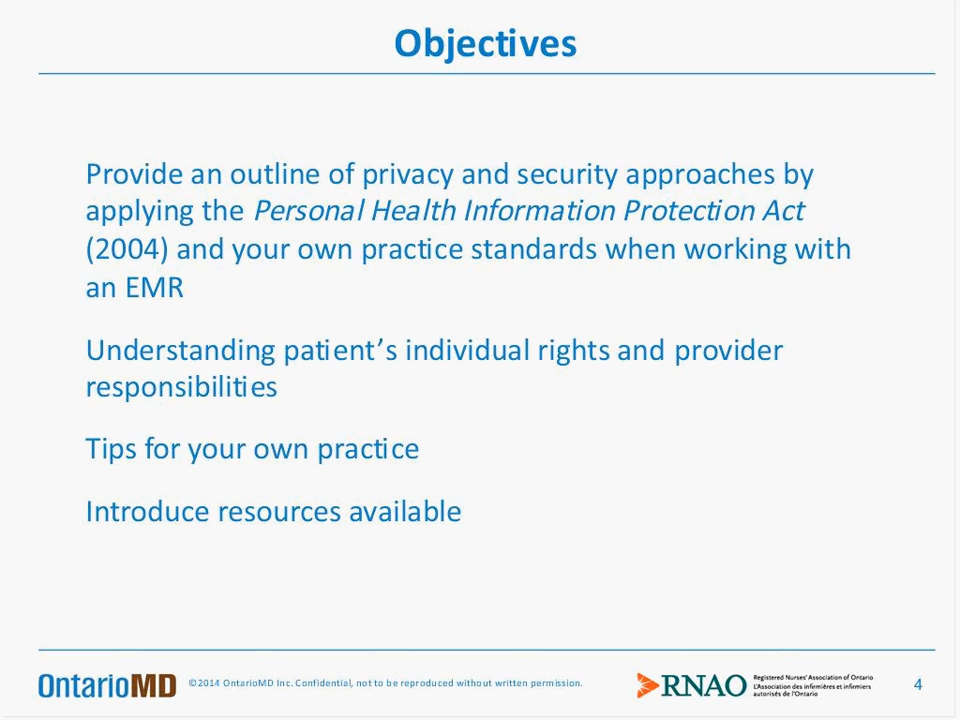 Objectives
Provide an outline of privacy and security approaches by
applying the Personal Health Information Protection Act
(2004) and your own practice standards when working with
an EMR
Understanding patient’s individual rights and provider
responsibilities
Tips for your own practice
Introduce resources available
OntarioMD
©2014 OntarioMD Inc. Confidential, not to be reproduced without written permission.
RNAO
Registered Nurses' Association of Ontario
L'Association des infirmières et infirmiers
autorisés de l'Ontario
4